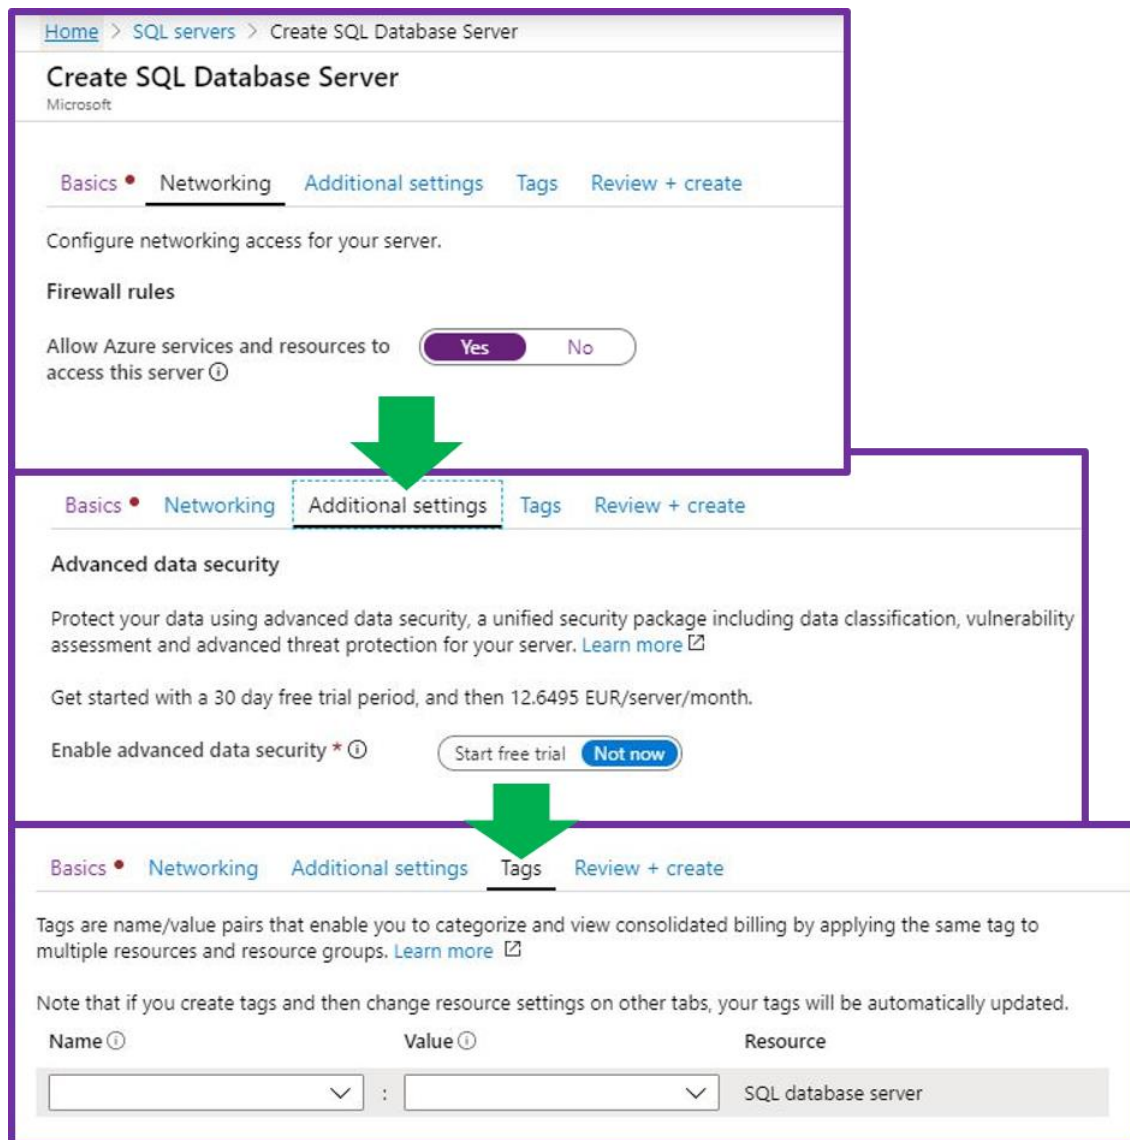 Home > SQL servers > Create SQL Database Server
Create SQL Database Server
Microsoft
Basics • Networking Additional settings Tags Review + create
Configure networking access for your server.
Firewall rules
Allow Azure services and resources to
access this server
Yes No
Basics • Networking Additional settings Tags Review + create
Advanced data security
Protect your data using advanced data security, a unified security package including data classification, vulnerability
assessment and advanced threat protection for your server. Learn more
Get started with a 30 day free trial period, and then 12.6495 EUR/server/month.
Enable advanced data security * Start free trial Not now
Basics • Networking Additional settings Tags Review + create
Tags are name/value pairs that enable you to categorize and view consolidated billing by applying the same tag to
multiple resources and resource groups. Learn more
Note that if you create tags and then change resource settings on other tabs, your tags will be automatically updated.
Name Value Resource
: SQL database server